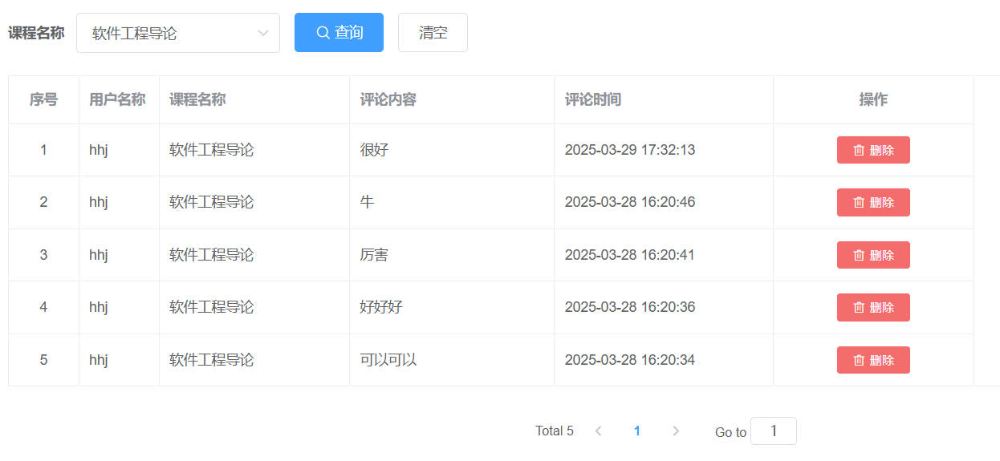 课程名称 软件工程导论 查询 清空
序号 用户名称 课程名称 评论内容 评论时间 操作
1 hhj 软件工程导论 很好 2025-03-29 17:32:13 删除
2 hhj 软件工程导论 牛 2025-03-28 16:20:46 删除
3 hhj 软件工程导论 厉害 2025-03-28 16:20:41 删除
4 hhj 软件工程导论 好好好 2025-03-28 16:20:36 删除
5 hhj 软件工程导论 可以可以 2025-03-28 16:20:34 删除
Total 5 1 Go to 1